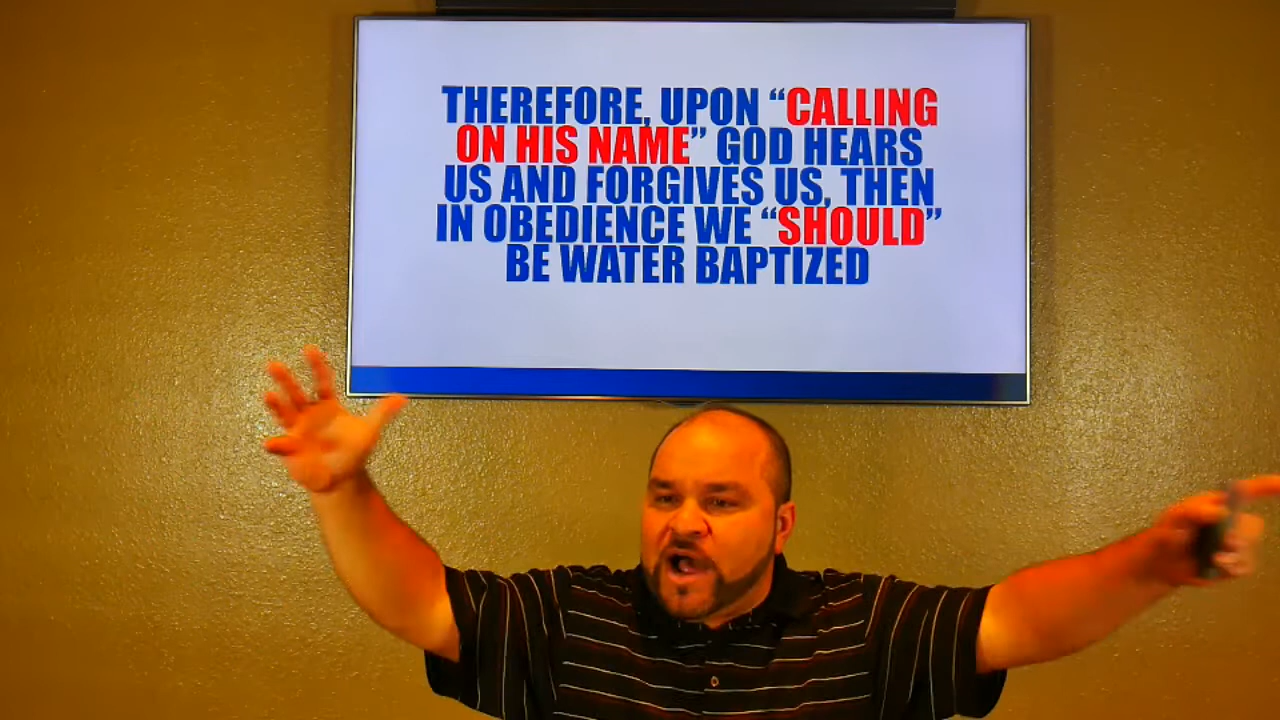 THEREFORE, UPON “CALLING
ON HIS NAME” GOD HEARS
US AND FORGIVES US, THEN
IN OBEDIENCE WE “SHOULD”
BE WATER BAPTIZED